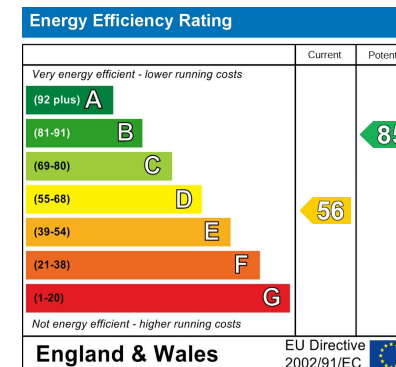 Energy Efficiency Rating
Current
Potent
Very energy efficient - lower running costs
(92 plus) A
(81-91) B
85
(69-80) C
(55-68) D
56
(39-54) E
(21-38) F
(1-20) G
Not energy efficient - higher running costs
England & Wales
EU Directive
2002/91/EC